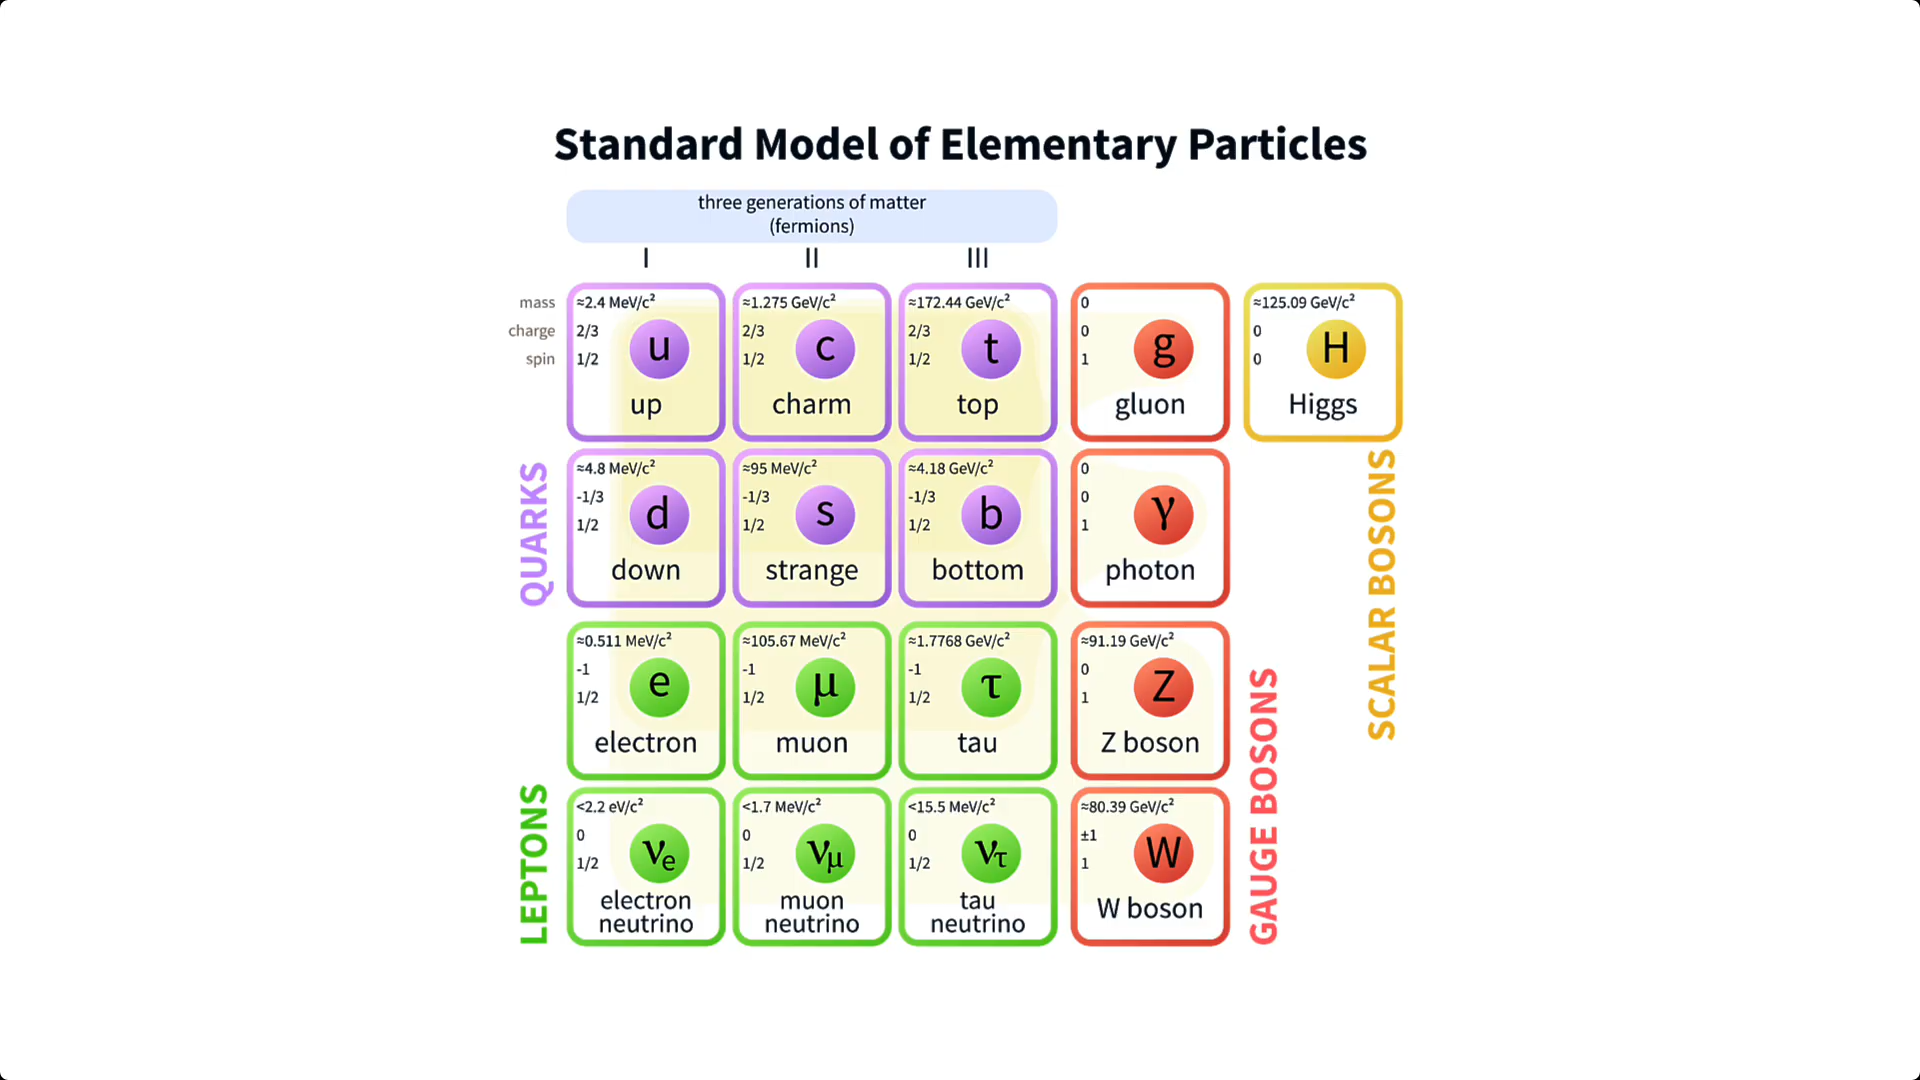 Standard Model of Elementary Particles
three generations of matter
(fermions)
I
II
III
mass
charge
spin
≈2.4 MeV/c²
2/3
1/2
u
up
≈1.275 GeV/c²
2/3
1/2
c
charm
≈172.44 GeV/c²
2/3
1/2
t
top
0
0
1
g
gluon
≈125.09 GeV/c²
0
0
H
Higgs
QUARKS
≈4.8 MeV/c²
-1/3
1/2
d
down
≈95 MeV/c²
-1/3
1/2
s
strange
≈4.18 GeV/c²
-1/3
1/2
b
bottom
0
0
1
γ
photon
SCALAR BOSONS
≈0.511 MeV/c²
-1
1/2
e
electron
≈105.67 MeV/c²
-1
1/2
μ
muon
≈1.7768 GeV/c²
-1
1/2
τ
tau
≈91.19 GeV/c²
0
1
Z
Z boson
GAUGE BOSONS
LEPTONS
<2.2 eV/c²
0
1/2
νe
electron
neutrino
<1.7 MeV/c²
0
1/2
νμ
muon
neutrino
<15.5 MeV/c²
0
1/2
ντ
tau
neutrino
≈80.39 GeV/c²
±1
1
W
W boson